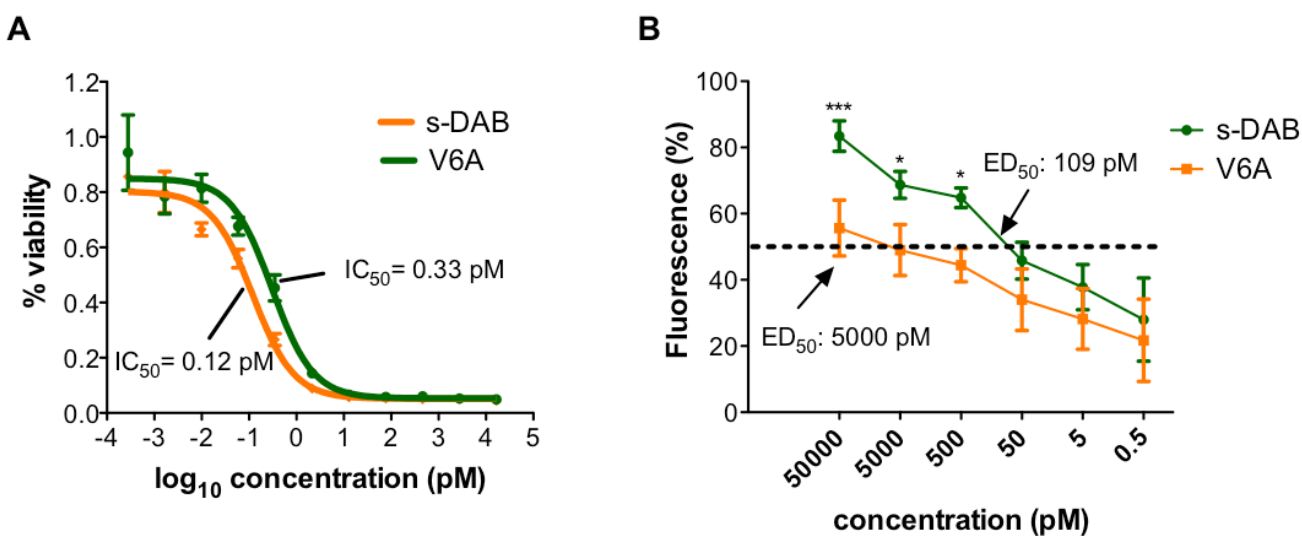 A
% viability
1.2
1.0
0.8
0.6
0.4
0.2
0.0
s-DAB
V6A
IC50= 0.33 pM
IC50= 0.12 pM
-4 -3 -2 -1 0 1 2 3 4 5
log10 concentration (pM)
B
Fluorescence (%)
100
80
60
40
20
0
***
*
*
ED50: 109 pM
ED50: 5000 pM
s-DAB
V6A
50000 5000 500 50 5 0.5
concentration (pM)